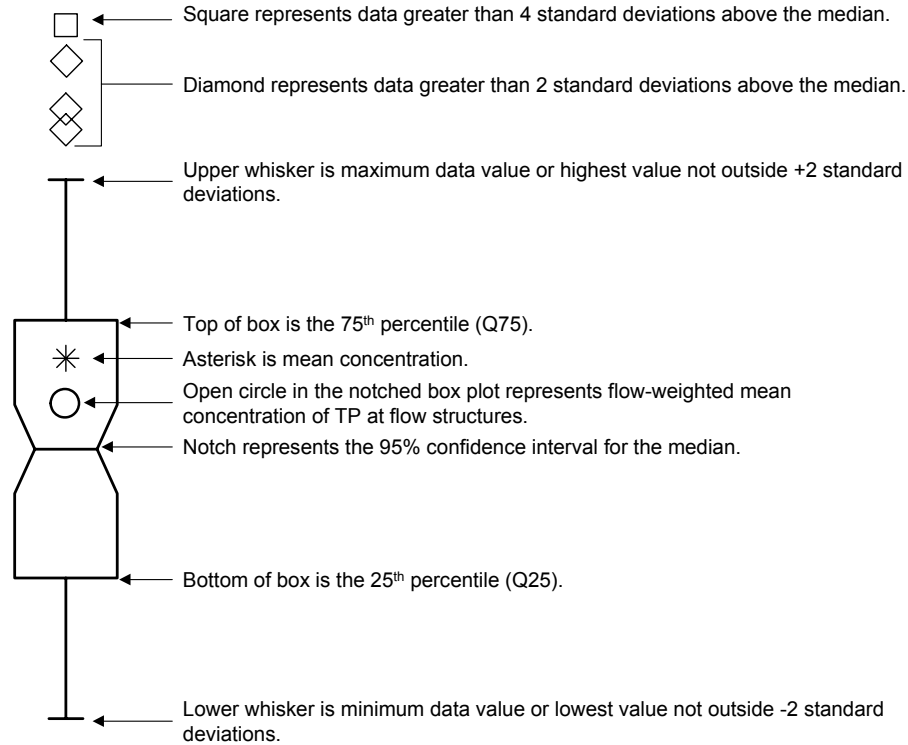 Square represents data greater than 4 standard deviations above the median.
Diamond represents data greater than 2 standard deviations above the median.
Upper whisker is maximum data value or highest value not outside +2 standard
deviations.
Top of box is the 75th percentile (Q75).
Asterisk is mean concentration.
Open circle in the notched box plot represents flow-weighted mean
concentration of TP at flow structures.
Notch represents the 95% confidence interval for the median.
Bottom of box is the 25th percentile (Q25).
Lower whisker is minimum data value or lowest value not outside -2 standard
deviations.